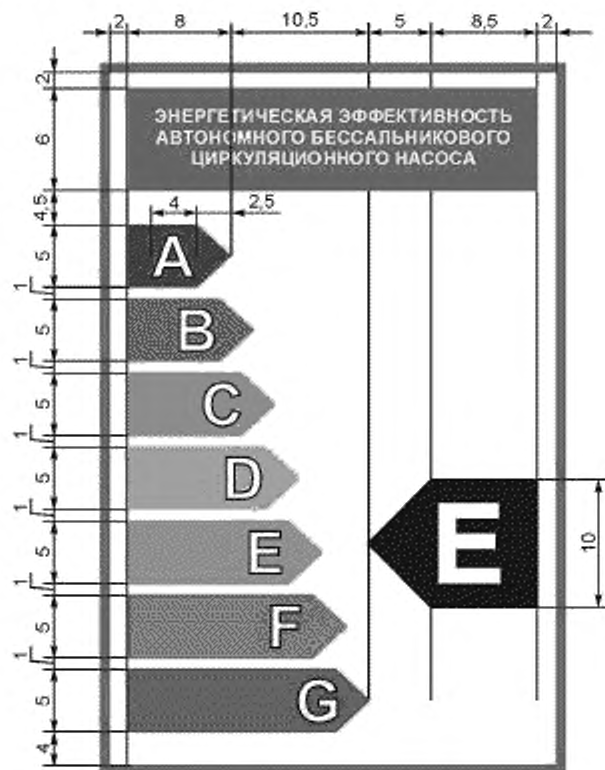 2 8 10,5 5 8,5 2
2
6
ЭНЕРГЕТИЧЕСКАЯ ЭФФЕКТИВНОСТЬ
АВТОНОМНОГО БЕССАЛЬНИКОВОГО
ЦИРКУЛЯЦИОННОГО НАСОСА
4,5
4 2,5
5
A
1
5
B
1
5
C
1
5
D
1
5
E
E
10
1
5
F
1
5
G
4